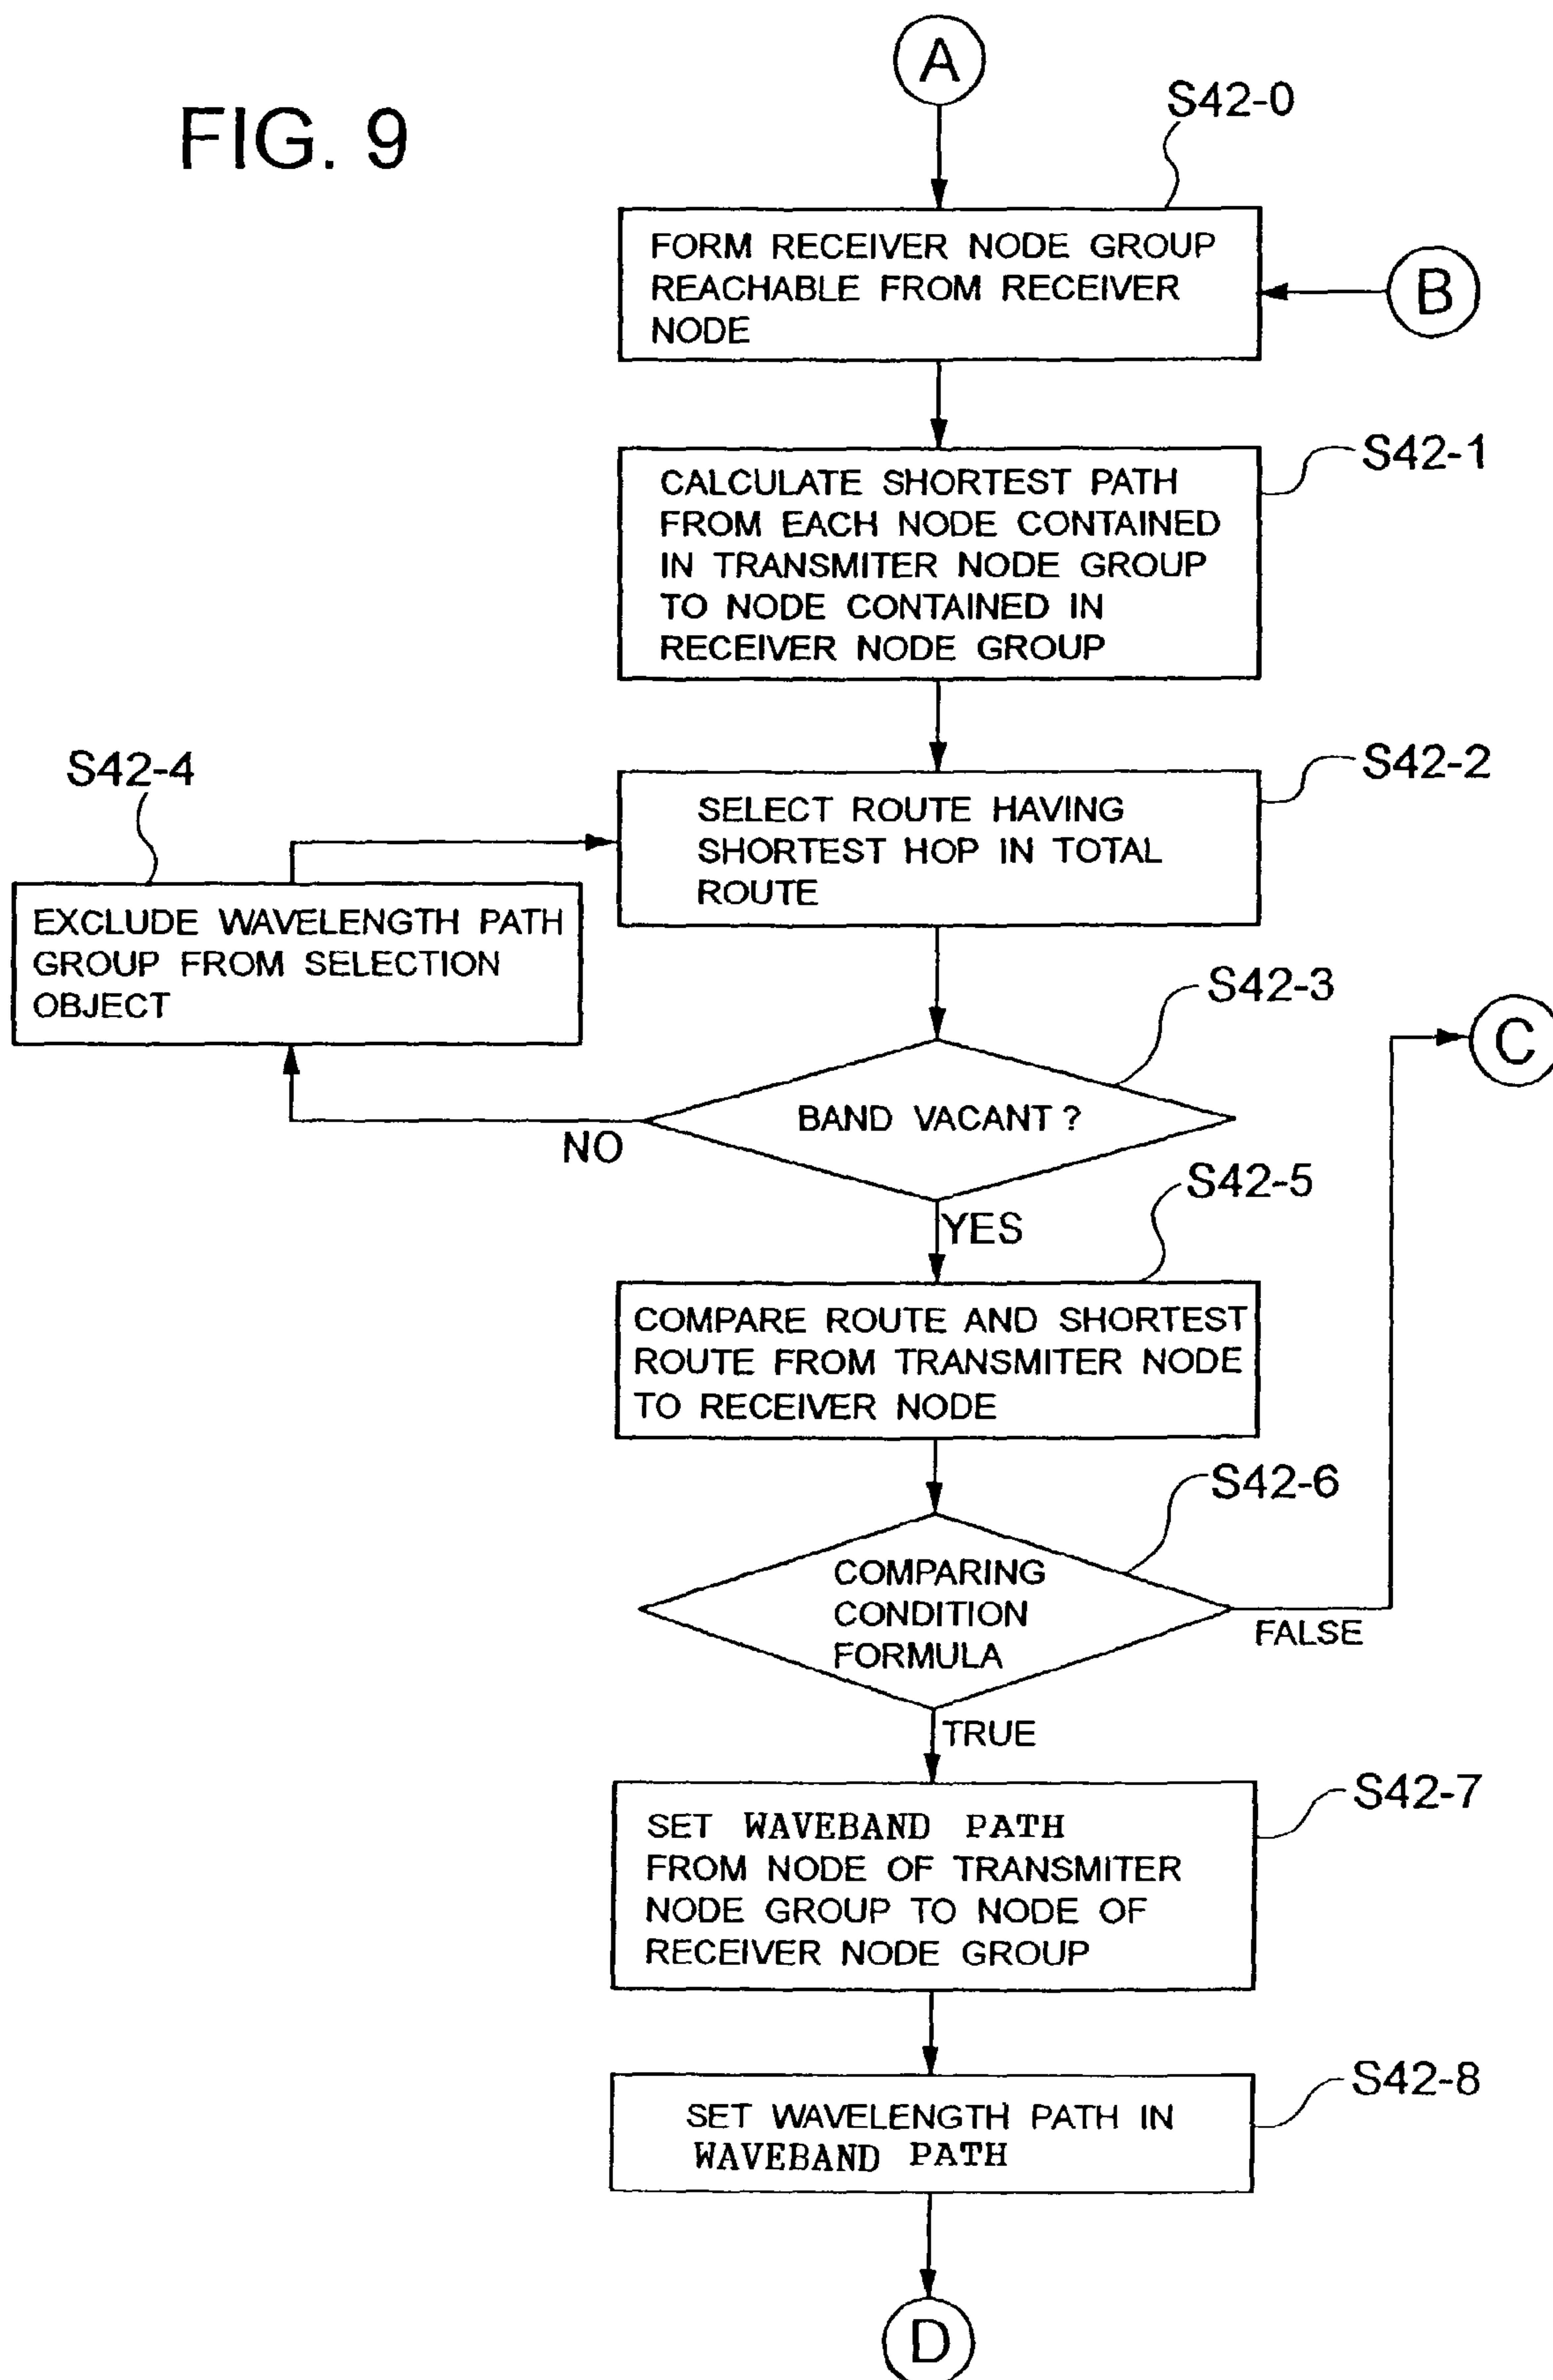 FIG. 9
A
S42-0
FORM RECEIVER NODE GROUP
REACHABLE FROM RECEIVER
NODE
B
S42-1
CALCULATE SHORTEST PATH
FROM EACH NODE CONTAINED
IN TRANSMITER NODE GROUP
TO NODE CONTAINED IN
RECEIVER NODE GROUP
S42-2
SELECT ROUTE HAVING
SHORTEST HOP IN TOTAL
ROUTE
S42-4
EXCLUDE WAVELENGTH PATH
GROUP FROM SELECTION
OBJECT
S42-3
BAND VACANT ?
NO
C
YES
S42-5
COMPARE ROUTE AND SHORTEST
ROUTE FROM TRANSMITER NODE
TO RECEIVER NODE
S42-6
COMPARING
CONDITION
FORMULA
FALSE
TRUE
S42-7
SET WAVEBAND PATH
FROM NODE OF TRANSMITER
NODE GROUP TO NODE OF
RECEIVER NODE GROUP
S42-8
SET WAVELENGTH PATH IN
WAVEBAND PATH
D